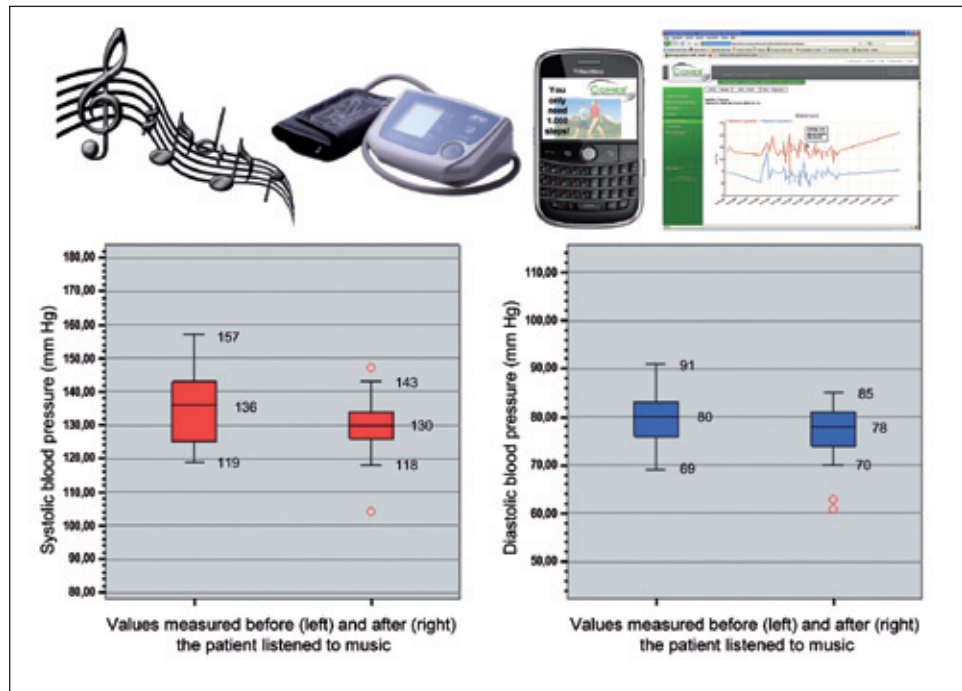 BlackBerry
You
only
need
1.000
steps!
COMES
Systolic blood pressure (mm Hg)
180,00
170,00
160,00
150,00
140,00
130,00
120,00
110,00
100,00
90,00
80,00
157
136
119
143
130
118
Values measured before (left) and after (right)
the patient listened to music
Diastolic blood pressure (mm Hg)
110,00
100,00
90,00
80,00
70,00
60,00
50,00
91
80
69
85
78
70
Values measured before (left) and after (right)
the patient listened to music